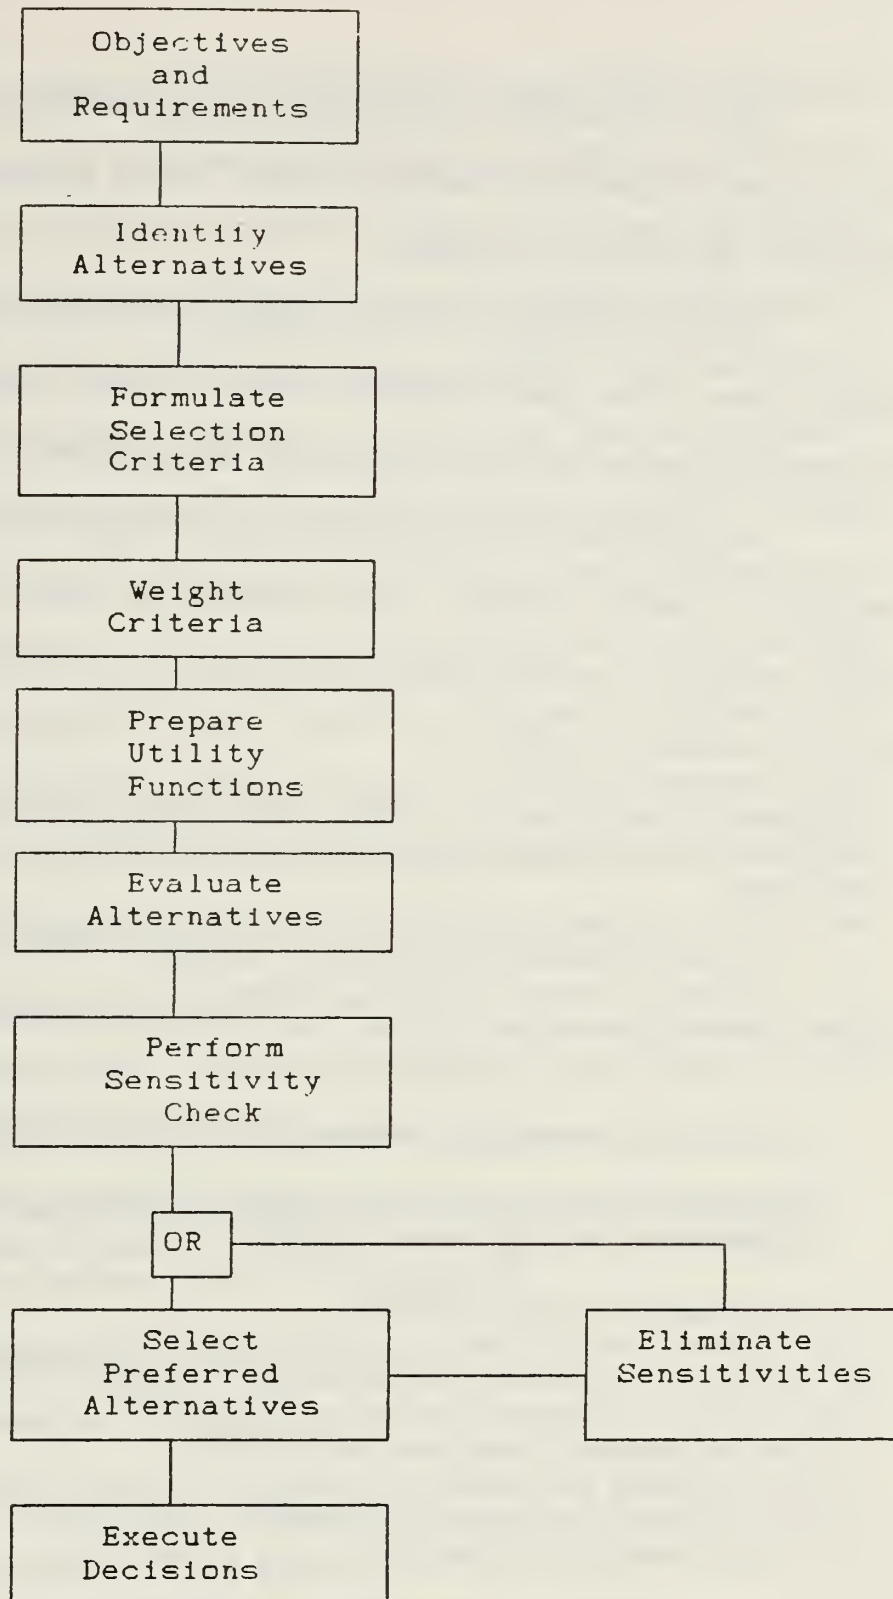 Objectives
and
Requirements
Identify
Alternatives
Formulate
Selection
Criteria
Weight
Criteria
Prepare
Utility
Functions
Evaluate
Alternatives
Perform
Sensitivity
Check
OR
Select
Preferred
Alternatives
Eliminate
Sensitivities
Execute
Decisions